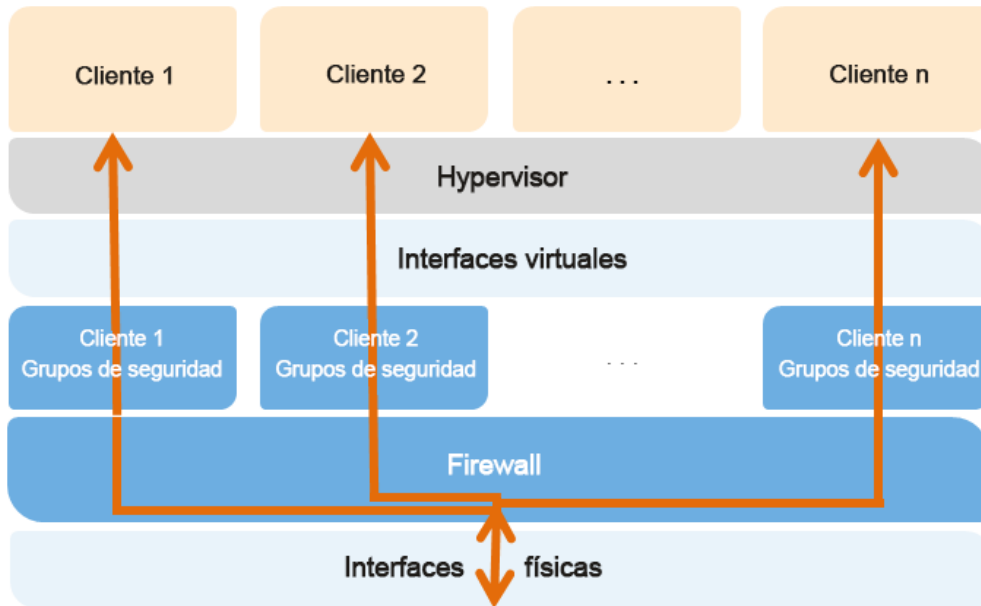 Cliente 1
Cliente 2
. . .
Cliente n
Hypervisor
Interfaces virtuales
Cliente 1
Grupos de seguridad
Cliente 2
Grupos de seguridad
. . .
Cliente n
Grupos de seguridad
Firewall
Interfaces físicas